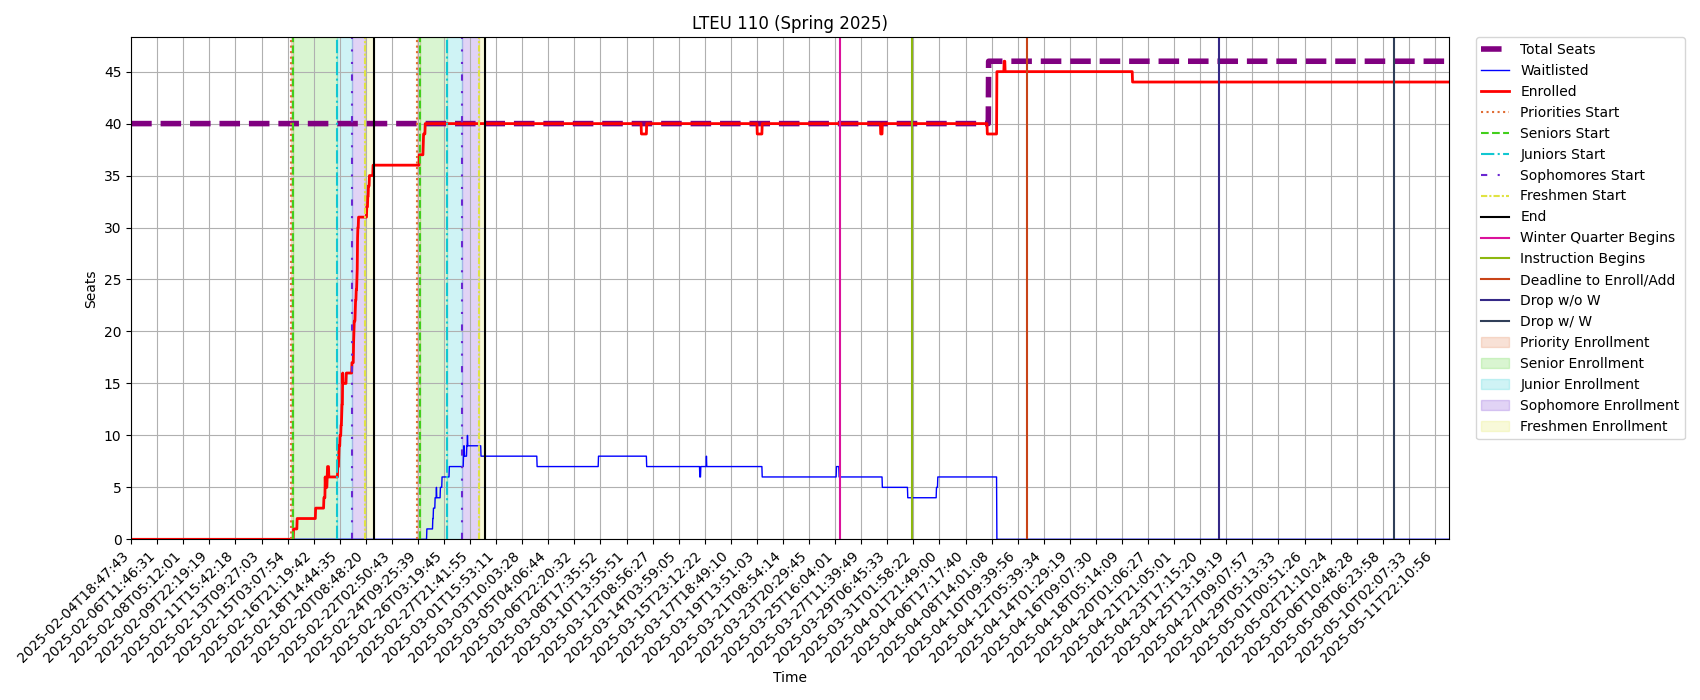 LTEU 110 (Spring 2025)
Seats
45
40
35
30
25
20
15
10
5
0
2025-02-04T18:47:43
2025-02-06T11:46:31
2025-02-08T05:12:01
2025-02-09T22:19:19
2025-02-11T15:42:18
2025-02-13T09:27:03
2025-02-15T03:07:54
2025-02-16T21:19:42
2025-02-18T14:44:35
2025-02-20T08:48:20
2025-02-22T02:50:43
2025-02-24T09:25:39
2025-02-26T03:19:45
2025-02-27T21:41:55
2025-03-01T15:53:11
2025-03-03T10:03:28
2025-03-05T04:06:44
2025-03-06T22:20:32
2025-03-08T17:35:52
2025-03-10T13:55:51
2025-03-12T08:56:27
2025-03-14T03:59:05
2025-03-15T23:12:22
2025-03-17T18:49:10
2025-03-19T13:51:03
2025-03-21T08:54:14
2025-03-23T20:29:45
2025-03-25T16:04:01
2025-03-27T11:39:49
2025-03-29T06:45:33
2025-03-31T01:58:22
2025-04-01T21:49:00
2025-04-06T17:17:40
2025-04-08T14:01:08
2025-04-10T09:39:56
2025-04-12T05:39:34
2025-04-14T01:29:19
2025-04-16T09:07:30
2025-04-18T05:14:09
2025-04-20T01:06:27
2025-04-21T21:05:01
2025-04-23T17:15:20
2025-04-25T13:19:19
2025-04-27T09:07:57
2025-04-29T05:13:33
2025-05-01T00:51:26
2025-05-02T21:10:24
2025-05-06T10:48:28
2025-05-08T06:23:58
2025-05-10T02:07:33
2025-05-11T22:10:56
Time
Total Seats
Waitlisted
Enrolled
Priorities Start
Seniors Start
Juniors Start
Sophomores Start
Freshmen Start
End
Winter Quarter Begins
Instruction Begins
Deadline to Enroll/Add
Drop w/o W
Drop w/ W
Priority Enrollment
Senior Enrollment
Junior Enrollment
Sophomore Enrollment
Freshmen Enrollment